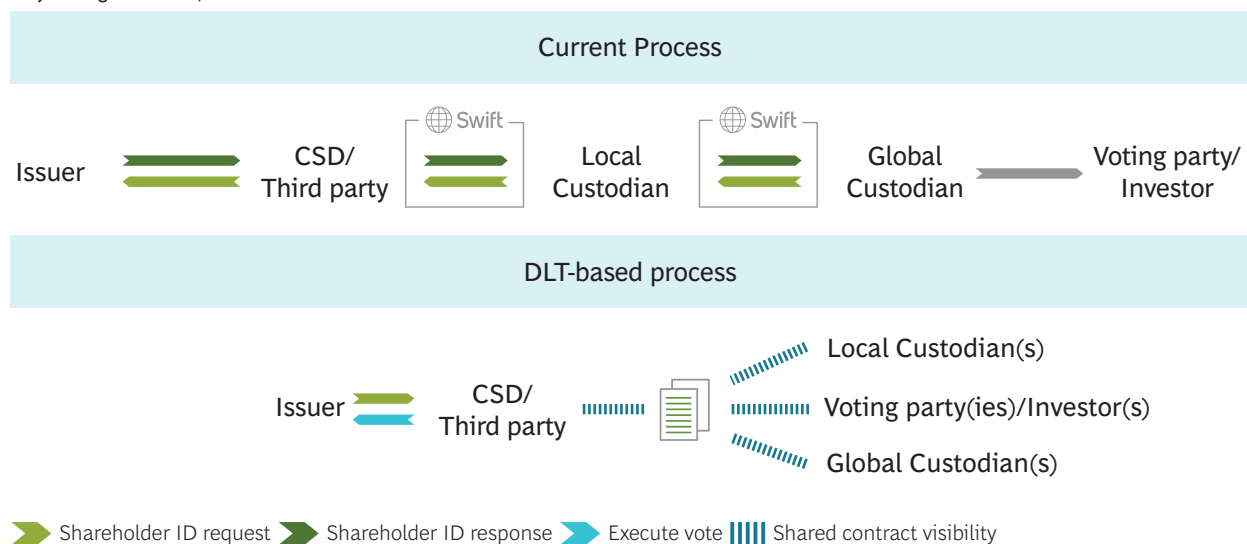 Current Process
Swift
Swift
Issuer
CSD/
Third party
Local
Custodian
Global
Custodian
Voting party/
Investor
DLT-based process
Local Custodian(s)
Issuer
CSD/
Third party
Voting party(ies)/Investor(s)
Global Custodian(s)
Shareholder ID request
Shareholder ID response
Execute vote
Shared contract visibility